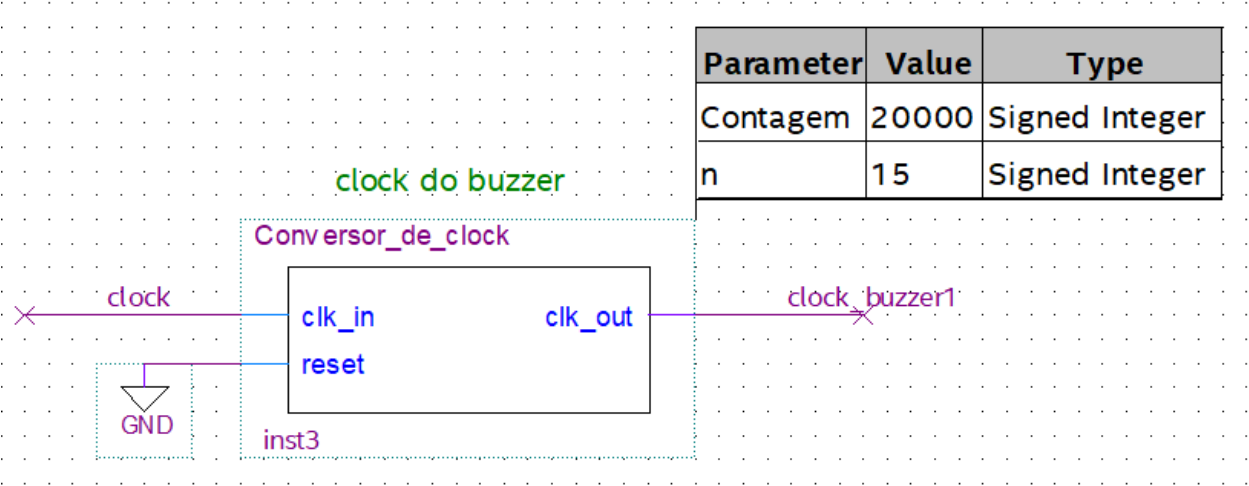 Parameter Value Type
Contagem 20000 Signed Integer
n 15 Signed Integer
clock do buzzer
Conversor_de_clock
clock
clk_in
clk_out
clock_buzzer1
reset
GND
inst3